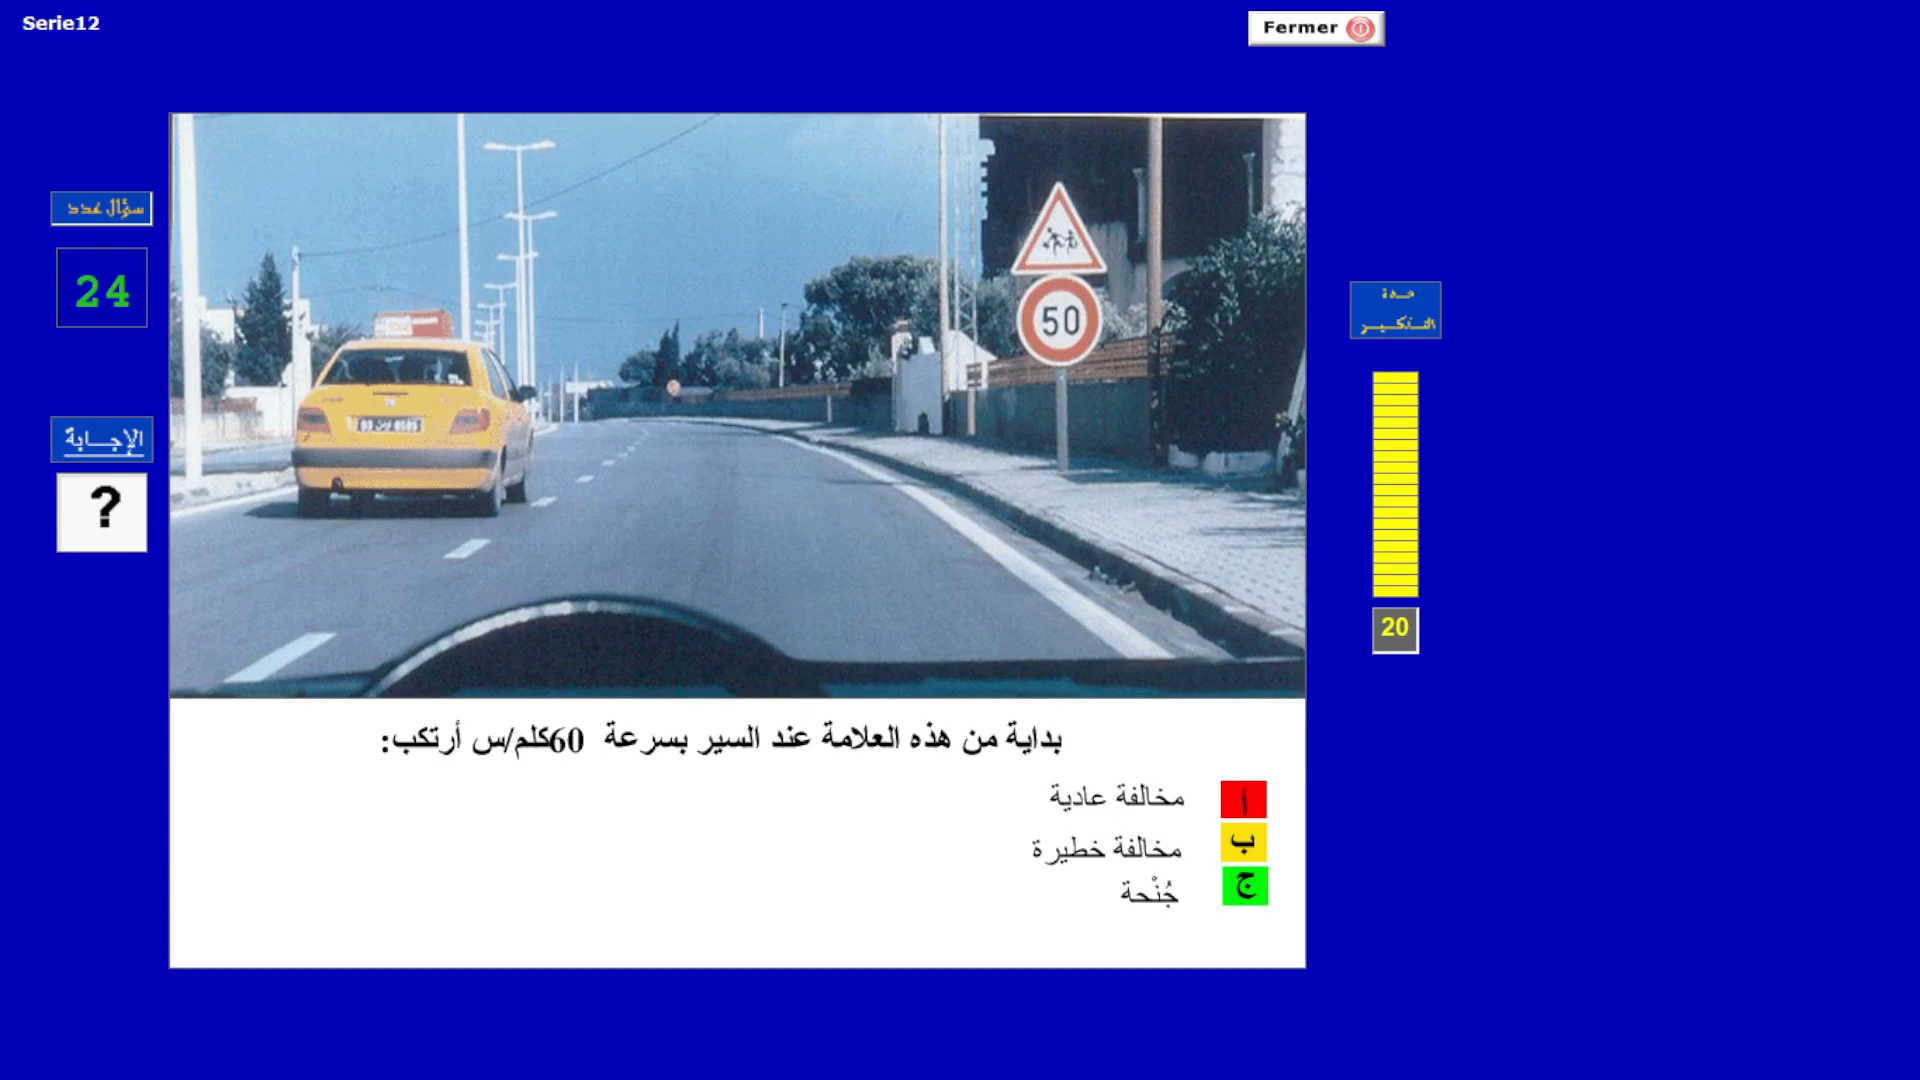 Serie12
Fermer
سؤال عدد
24
50
مدة
التفكير
الإجابة
?
20
بداية من هذه العلامة عند السير بسرعة 60كلم/س أرتكب:
أ مخالفة عادية
ب مخالفة خطيرة
ج جُنْحة